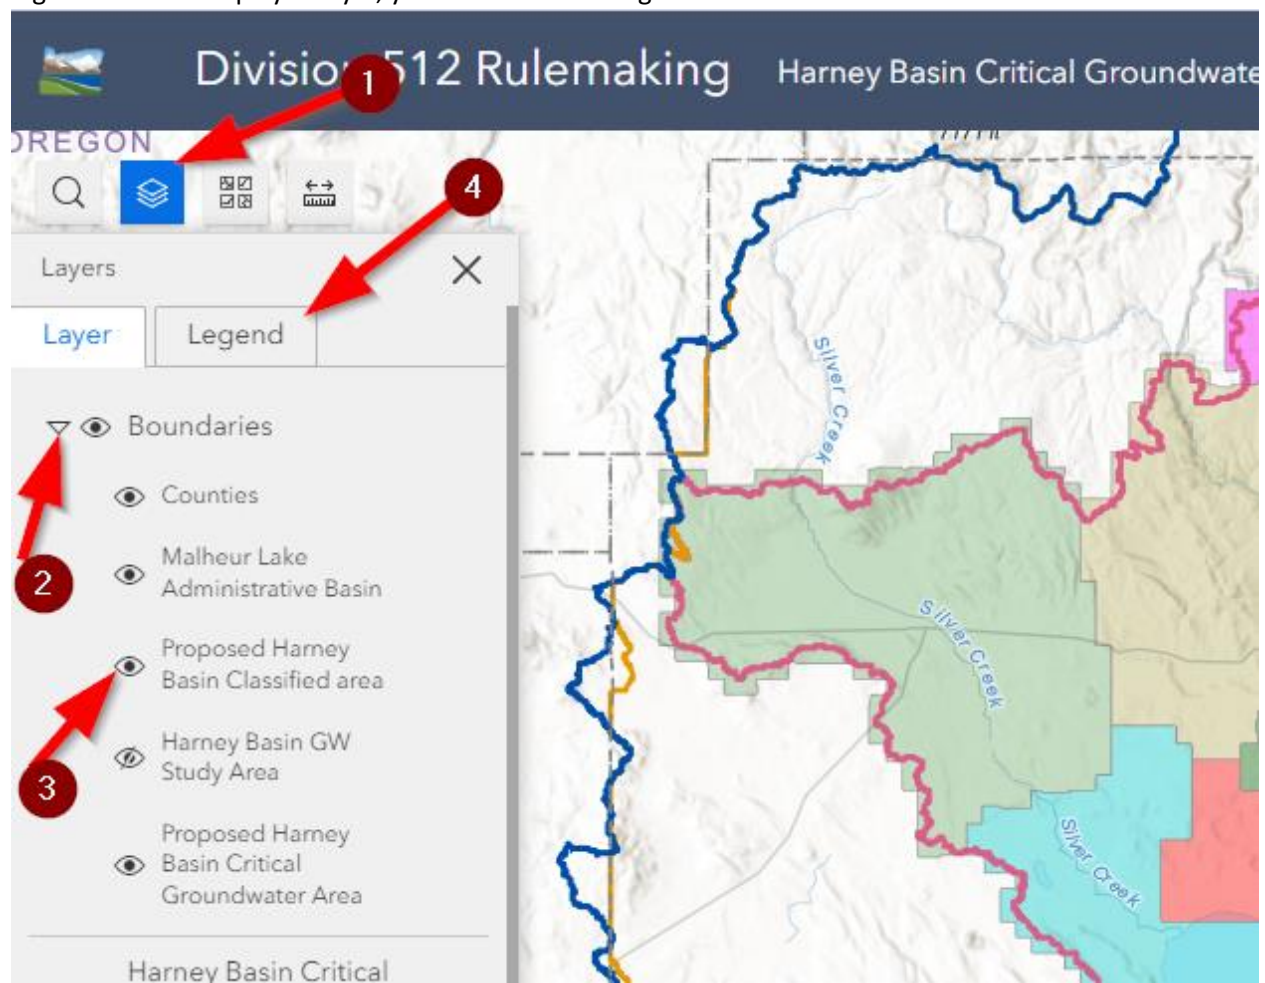 Division 512 Rulemaking Harney Basin Critical Groundwate
1
OREGON
4
Layers
Layer Legend
Boundaries
Counties
2
Malheur Lake
Administrative Basin
Proposed Harney
Basin Classified area
3
Harney Basin GW
Study Area
Proposed Harney
Basin Critical
Groundwater Area
Harney Basin Critical
Silver Creek
Silver Creek
Silver Creek